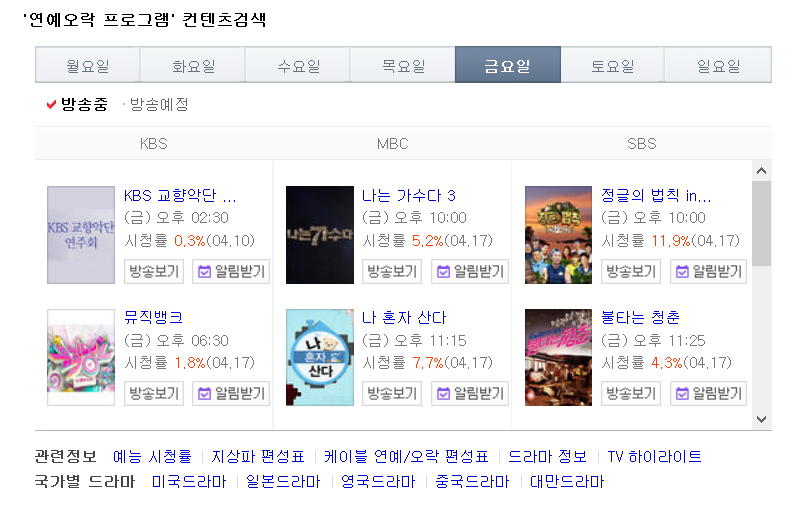 '연예오락 프로그램' 컨텐츠검색
월요일 화요일 수요일 목요일 금요일 토요일 일요일
방송중 · 방송예정
KBS MBC SBS
KBS 교향악단 연주회
KBS 교향악단 ...
(금) 오후 02:30
시청률 0.3%(04.10)
방송보기 알림받기
나는 가수다
나는 가수다 3
(금) 오후 10:00
시청률 5.2%(04.17)
방송보기 알림받기
정글의 법칙
정글의 법칙 in...
(금) 오후 10:00
시청률 11.9%(04.17)
방송보기 알림받기
뮤직뱅크
(금) 오후 06:30
시청률 1.8%(04.17)
방송보기 알림받기
나 혼자 산다
나 혼자 산다
(금) 오후 11:15
시청률 7.7%(04.17)
방송보기 알림받기
불타는 청춘
불타는 청춘
(금) 오후 11:25
시청률 4.3%(04.17)
방송보기 알림받기
관련정보 예능 시청률 | 지상파 편성표 | 케이블 연예/오락 편성표 | 드라마 정보 | TV 하이라이트
국가별 드라마 미국드라마 | 일본드라마 | 영국드라마 | 중국드라마 | 대만드라마